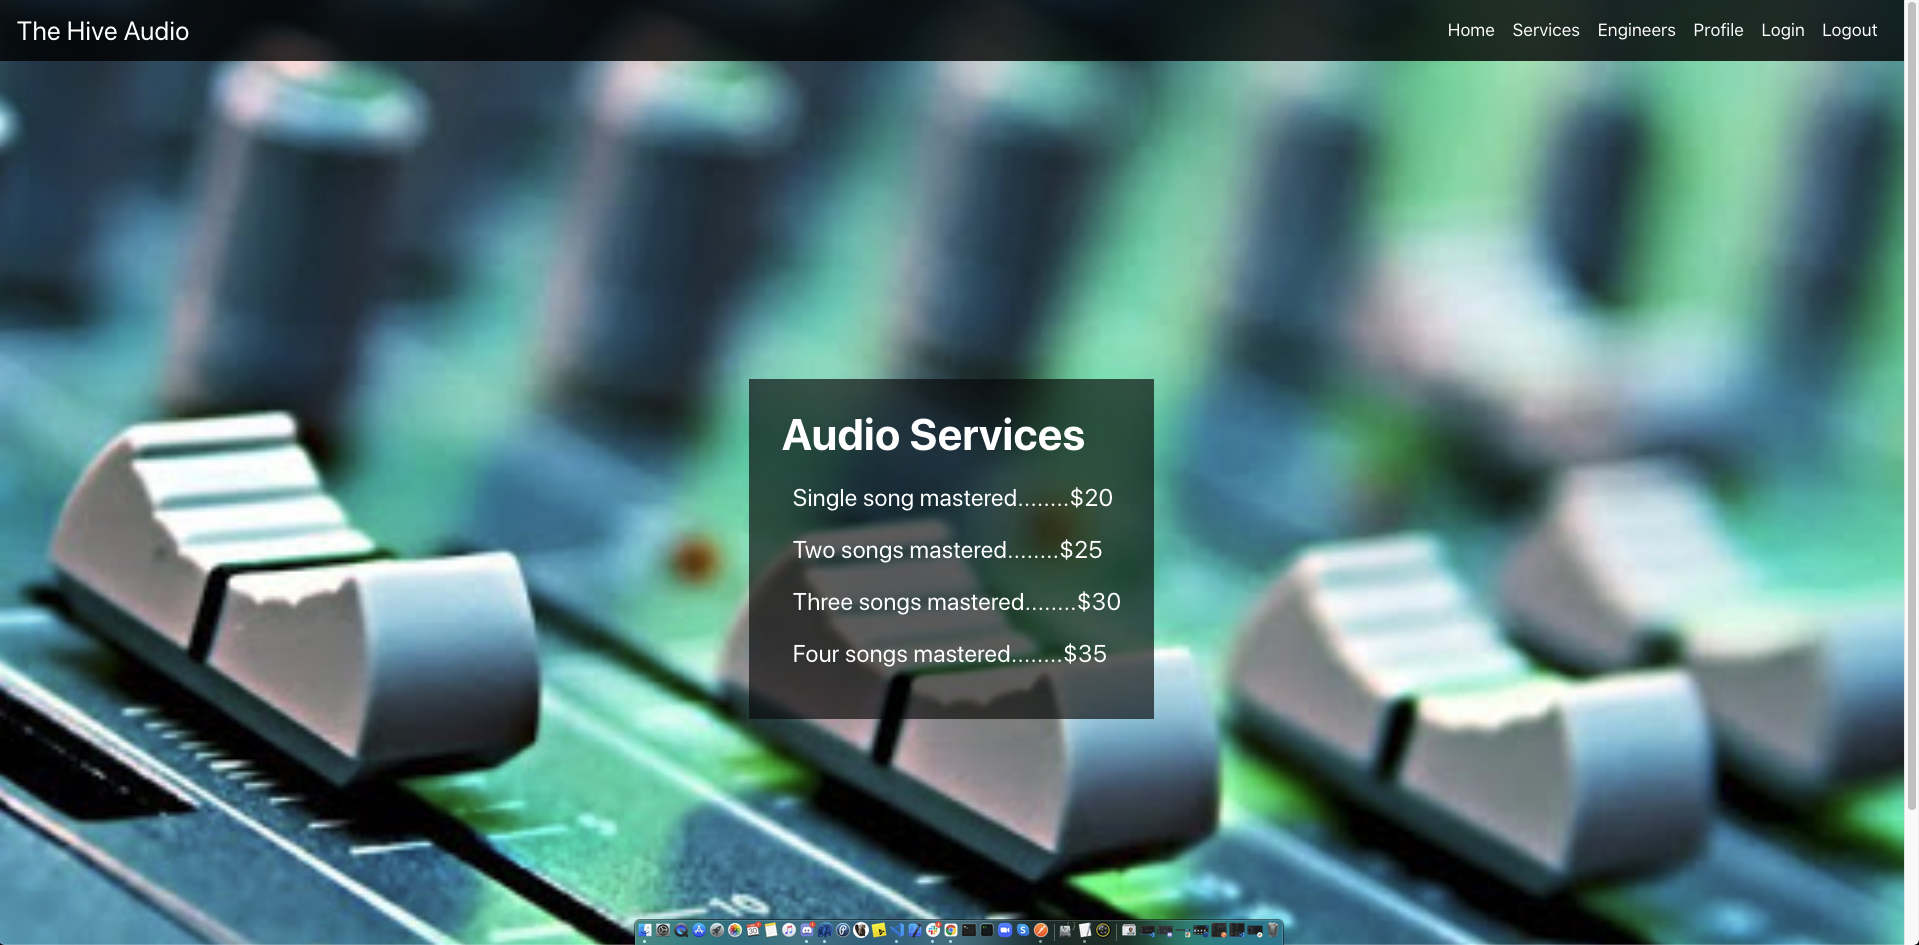 The Hive Audio
Home Services Engineers Profile Login Logout
Audio Services
Single song mastered........$20
Two songs mastered........$25
Three songs mastered........$30
Four songs mastered........$35
10